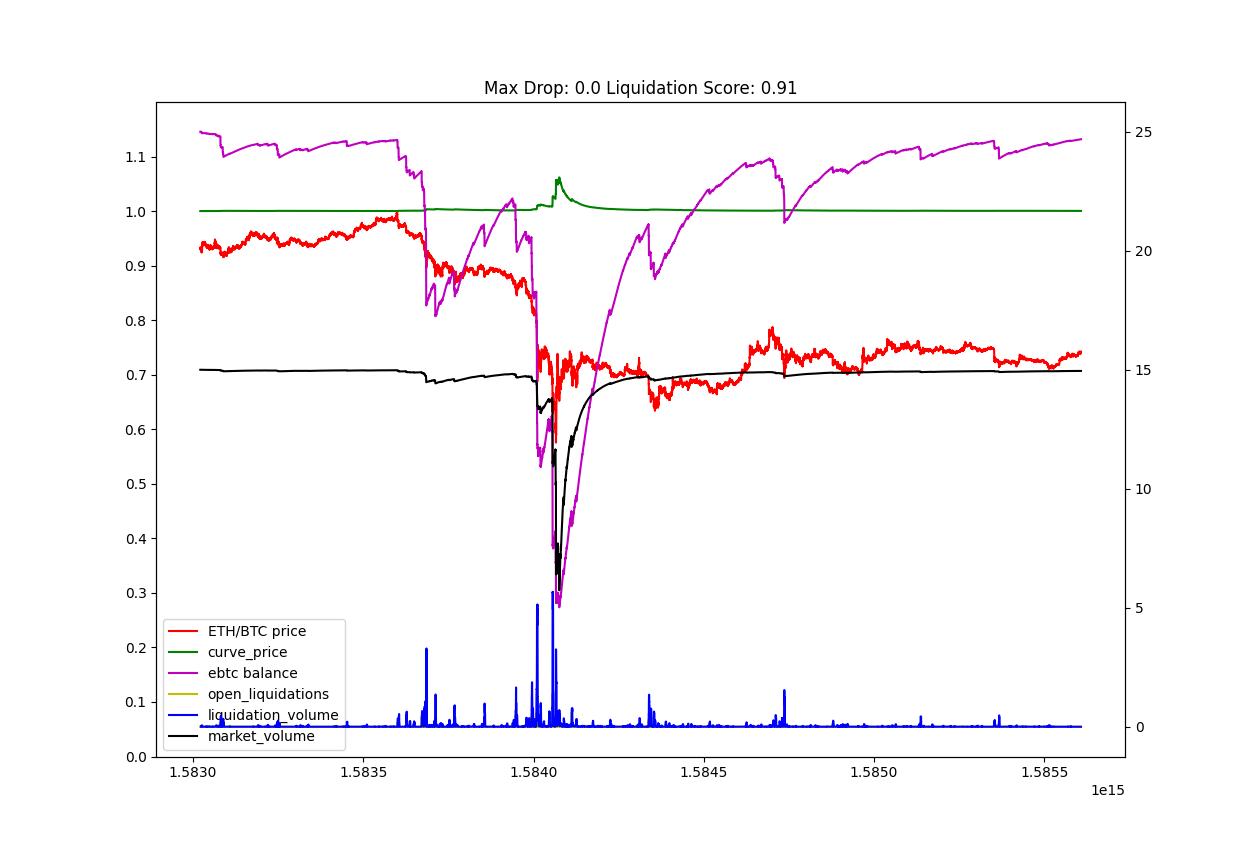 Max Drop: 0.0 Liquidation Score: 0.91
1.1
1.0
0.9
0.8
0.7
0.6
0.5
0.4
0.3
0.2
0.1
0.0
25
20
15
10
5
0
ETH/BTC price
curve_price
ebtc balance
open_liquidations
liquidation_volume
market_volume
1.5830 1.5835 1.5840 1.5845 1.5850 1.5855
1e15